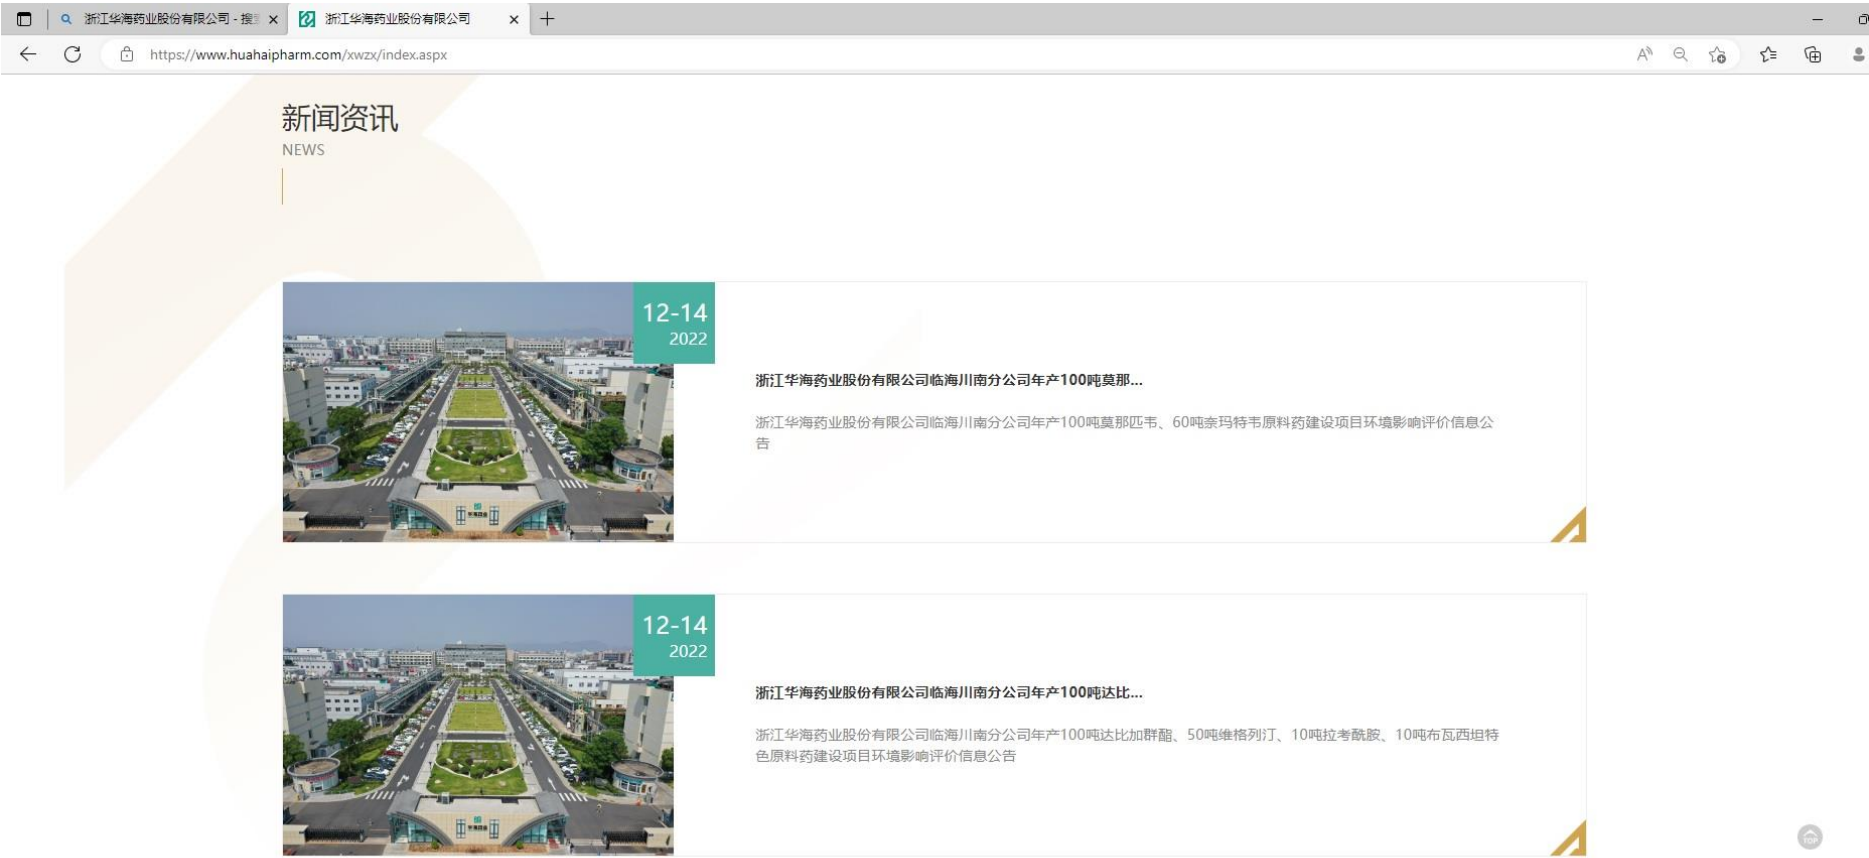 浙江华海药业股份有限公司 - 搜索
浙江华海药业股份有限公司
https://www.huahaipharm.com/xwzx/index.aspx
新闻资讯
NEWS
12-14
2022
浙江华海药业股份有限公司临海川南分公司年产100吨莫那...
浙江华海药业股份有限公司临海川南分公司年产100吨莫那匹韦、60吨奈玛特韦原料药建设项目环境影响评价信息公
告
华海药业
12-14
2022
浙江华海药业股份有限公司临海川南分公司年产100吨达比...
浙江华海药业股份有限公司临海川南分公司年产100吨达比加群酯、50吨维格列汀、10吨拉考酰胺、10吨布瓦西坦特
色原料药建设项目环境影响评价信息公告
华海药业
TOP